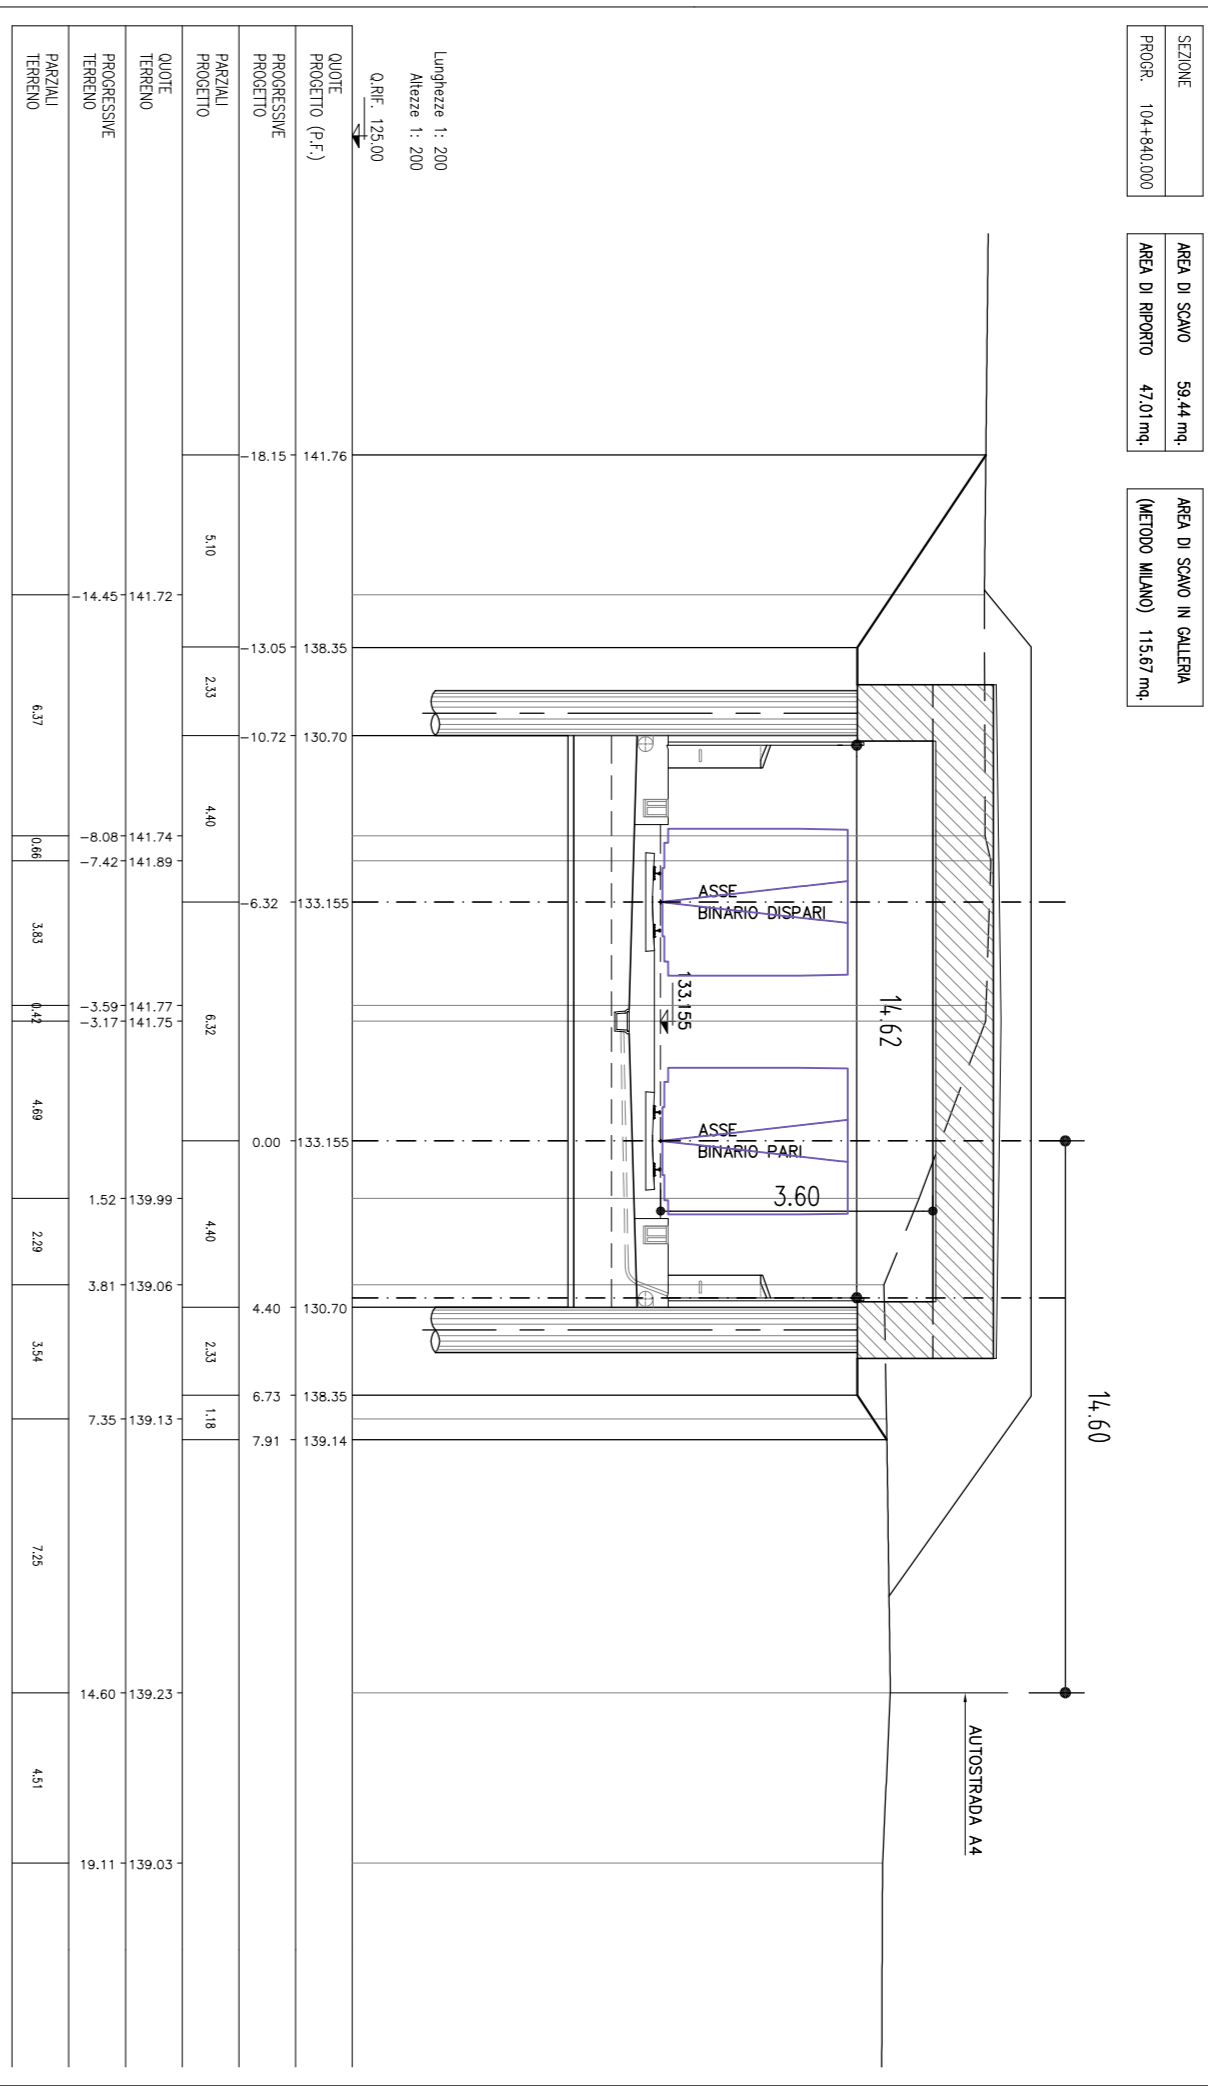 SEZIONE
PROGR. 104+840.000
AREA DI SCAVO 59.44 mq.
AREA DI RIPORTO 47.01 mq.
AREA DI SCAVO IN GALLERIA
(METODO MILANO) 115.67 mq.
14.60
AUTOSTRADA A4
14.62
ASSE
BINARIO DISPARI
133.155
ASSE
BINARIO PARI
3.60
Lunghezze 1: 200
Altezze 1: 200
Q.RIF. 125.00
QUOTE
PROGETTO (P.F.)
141.76 138.35 130.70 133.155 133.155 130.70 138.35 139.14
PROGRESSIVE
PROGETTO
-18.15 -13.05 -10.72 -6.32 0.00 4.40 6.73 7.91
PARZIALI
PROGETTO
5.10 2.33 4.40 6.32 4.40 2.33 1.18
QUOTE
TERRENO
141.72 141.74 141.89 141.77 141.75 139.99 139.06 139.13 139.23 139.03
PROGRESSIVE
TERRENO
-14.45 -8.08 -7.42 -3.59 -3.17 1.52 3.81 7.35 14.60 19.11
PARZIALI
TERRENO
6.37 0.66 3.83 0.42 4.69 2.29 3.54 7.25 4.51